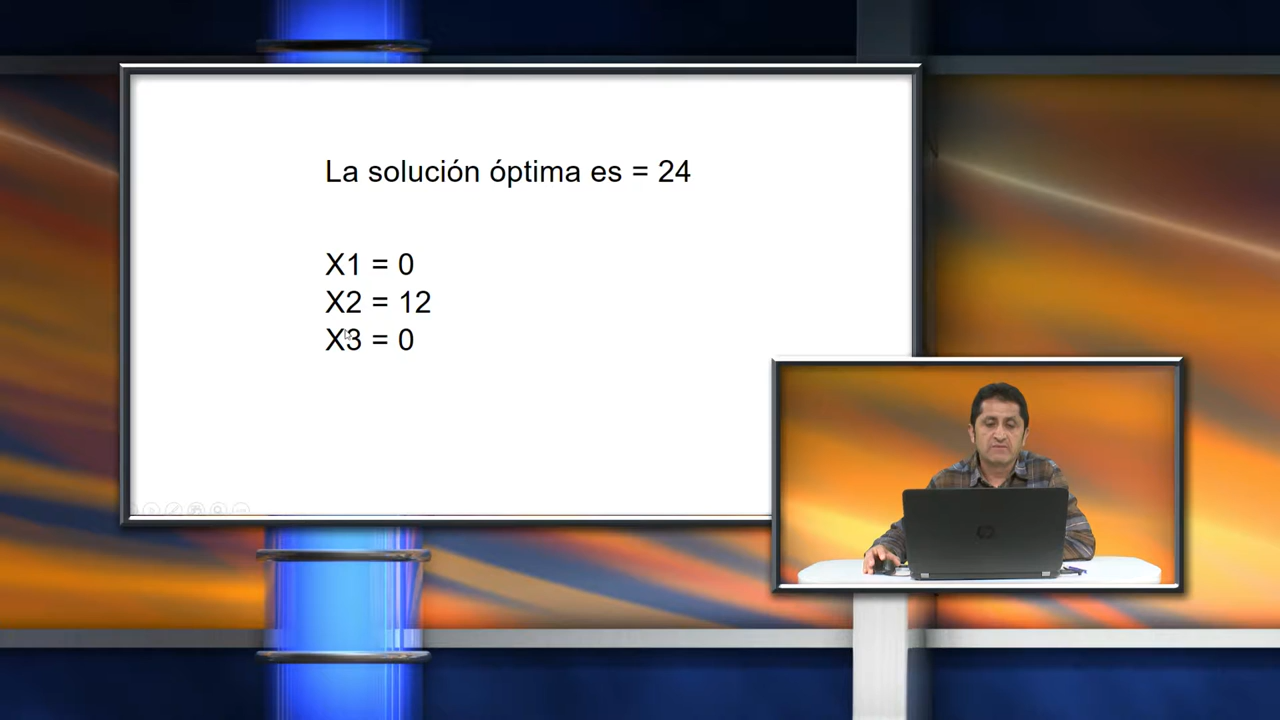 La solución óptima es = 24
X1 = 0
X2 = 12
X3 = 0